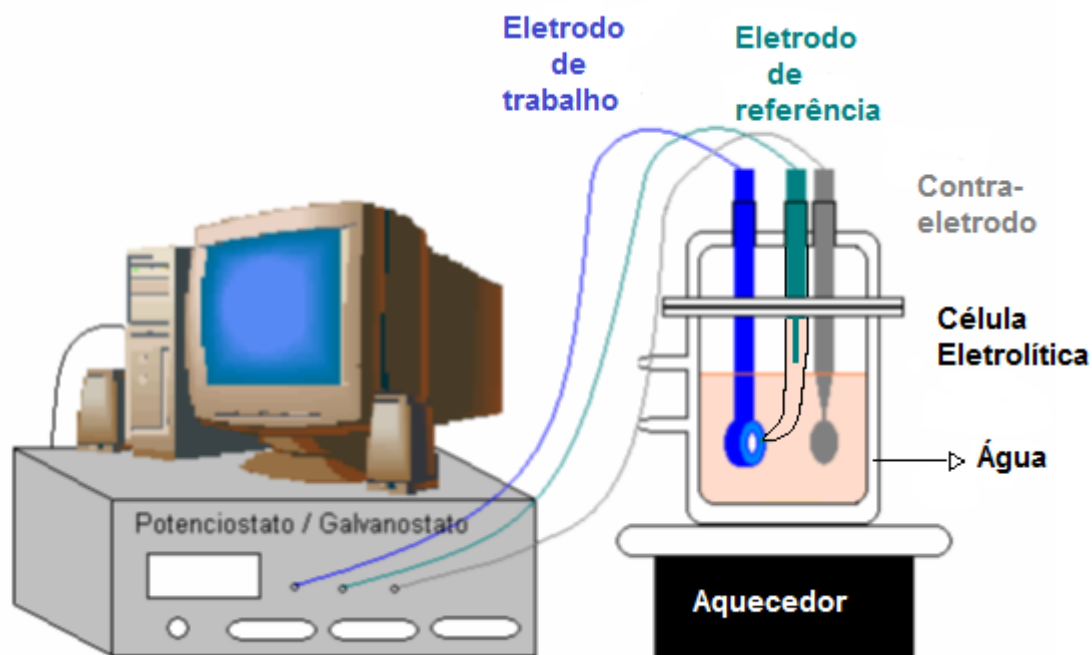 Eletrodo
de
trabalho
Eletrodo
de
referência
Contra-
eletrodo
Célula
Eletrolítica
Água
Potenciostato / Galvanostato
Aquecedor